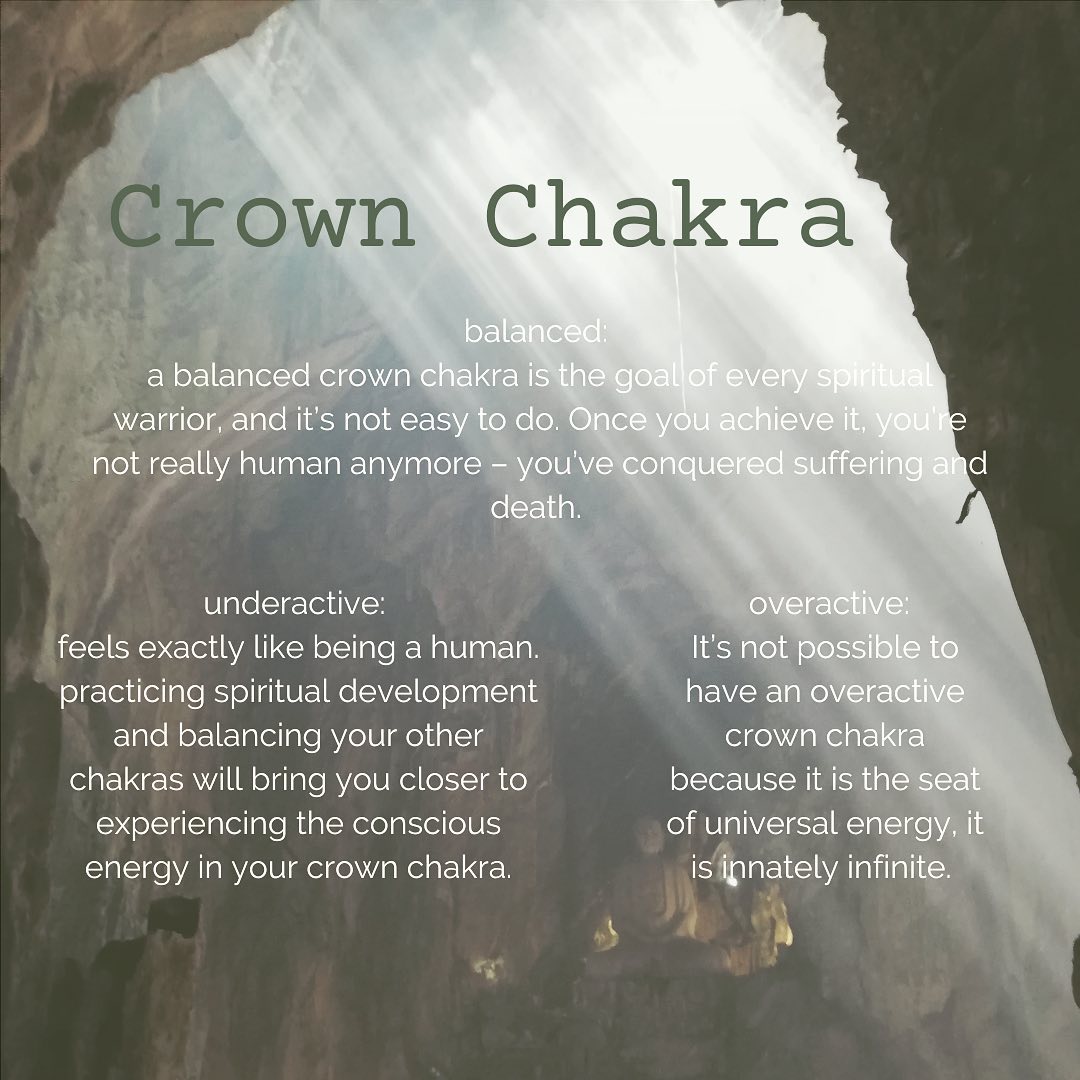 Crown Chakra
balanced:
a balanced crown chakra is the goal of every spiritual
warrior, and it's not easy to do. Once you achieve it, you're
not really human anymore – you've conquered suffering and
death.
underactive:
feels exactly like being a human.
practicing spiritual development
and balancing your other
chakras will bring you closer to
experiencing the conscious
energy in your crown chakra.
overactive:
It's not possible to
have an overactive
crown chakra
because it is the seat
of universal energy, it
is innately infinite.